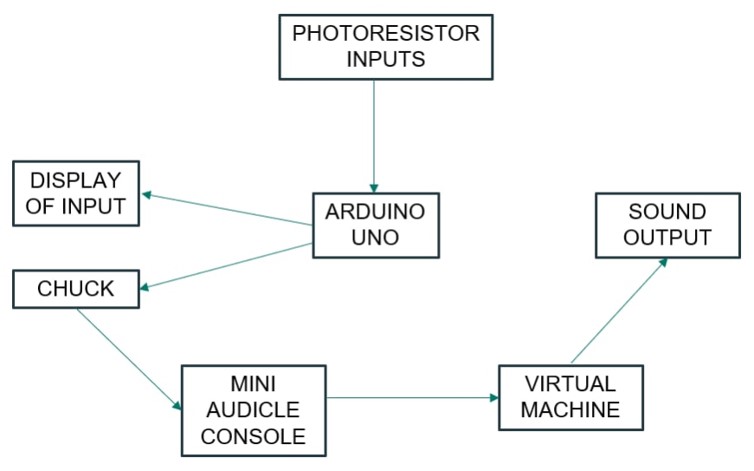 PHOTORESISTOR
INPUTS
DISPLAY
OF INPUT
ARDUINO
UNO
SOUND
OUTPUT
CHUCK
MINI
AUDICLE
CONSOLE
VIRTUAL
MACHINE